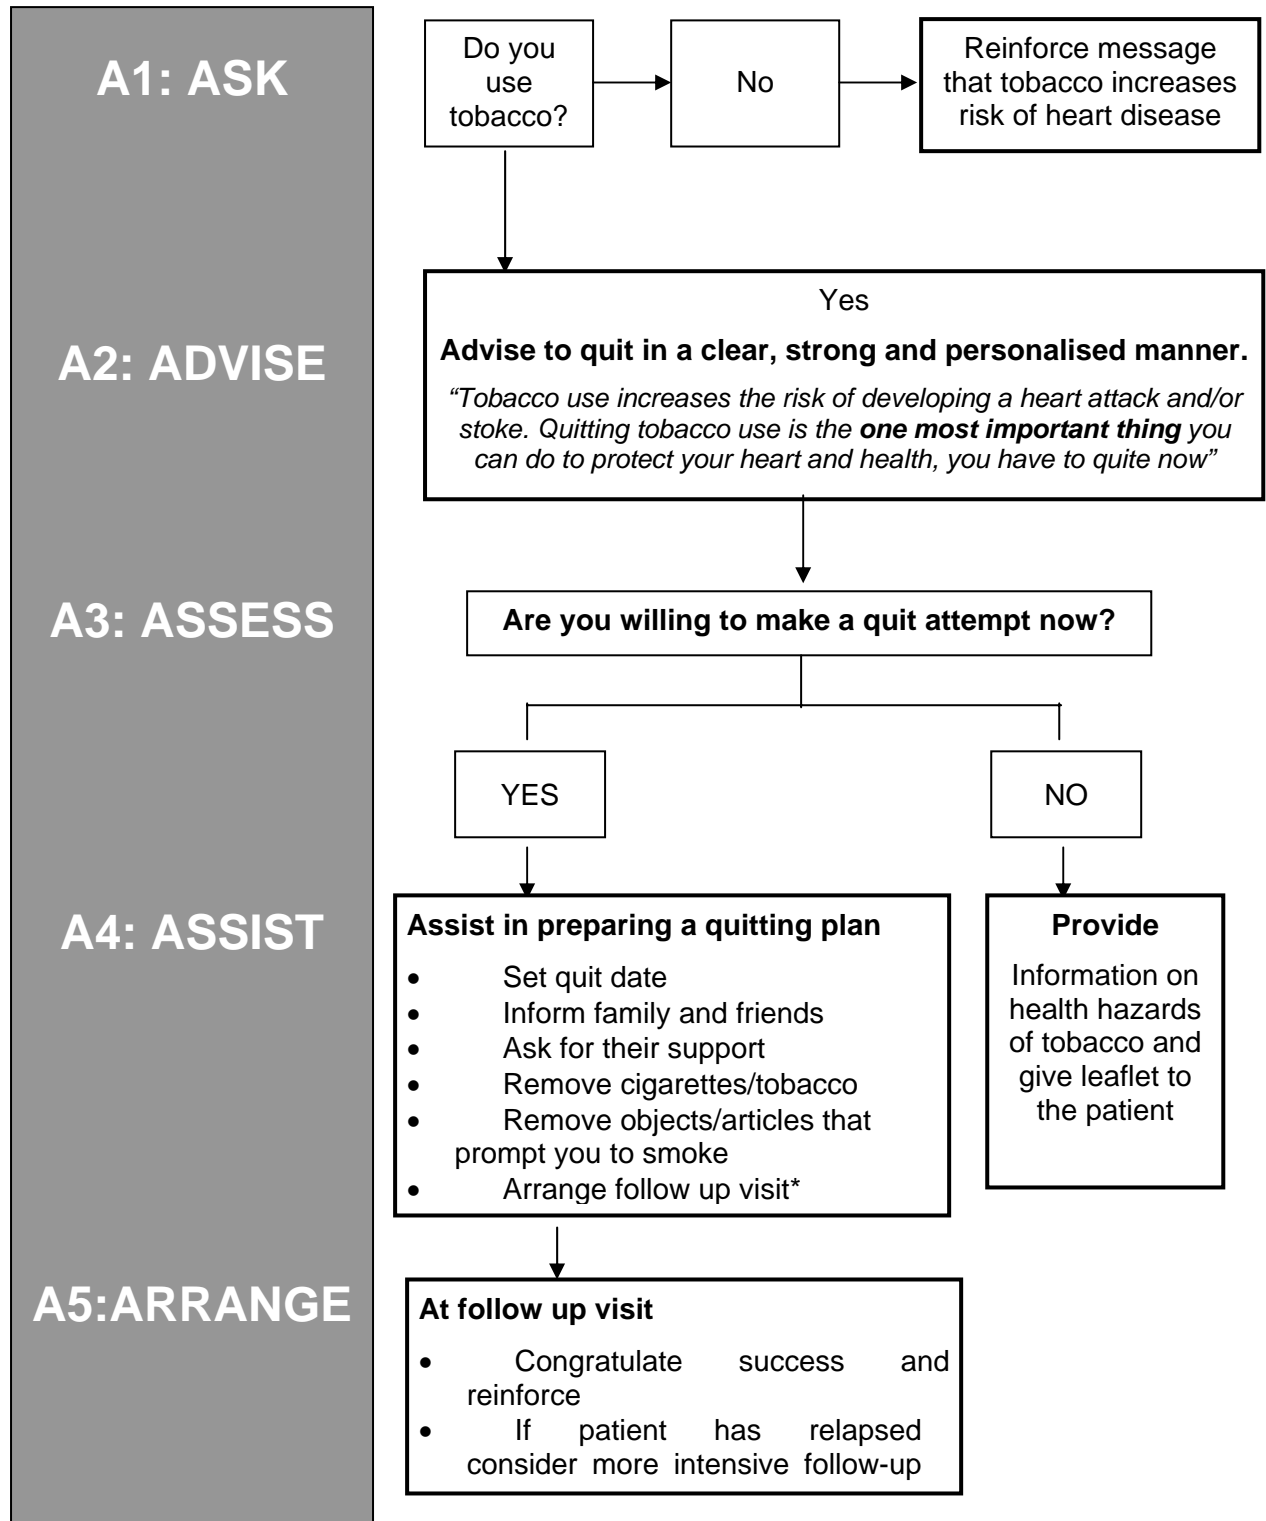 A1: ASK
Do you
use
tobacco?
No
Reinforce message
that tobacco increases
risk of heart disease
A2: ADVISE
Yes
Advise to quit in a clear, strong and personalised manner.
“Tobacco use increases the risk of developing a heart attack and/or
stoke. Quitting tobacco use is the one most important thing you
can do to protect your heart and health, you have to quite now”
A3: ASSESS
Are you willing to make a quit attempt now?
YES
NO
A4: ASSIST
Assist in preparing a quitting plan
• Set quit date
• Inform family and friends
• Ask for their support
• Remove cigarettes/tobacco
• Remove objects/articles that
prompt you to smoke
• Arrange follow up visit*
Provide
Information on
health hazards
of tobacco and
give leaflet to
the patient
A5:ARRANGE
At follow up visit
• Congratulate success and
reinforce
• If patient has relapsed
consider more intensive follow-up